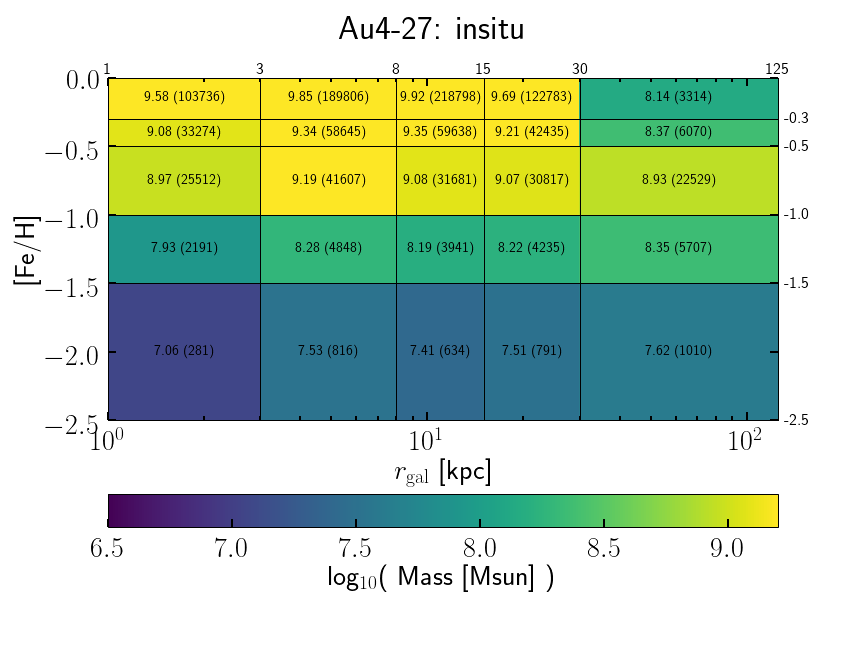 Au4-27: insitu
1 3 8 15 30 125
0.0 9.58 (103736) 9.85 (189806) 9.92 (218798) 9.69 (122783) 8.14 (3314)
-0.3
9.08 (33274) 9.34 (58645) 9.35 (59638) 9.21 (42435) 8.37 (6070)
−0.5 -0.5
8.97 (25512) 9.19 (41607) 9.08 (31681) 9.07 (30817) 8.93 (22529)
−1.0 -1.0
[Fe/H]
7.93 (2191) 8.28 (4848) 8.19 (3941) 8.22 (4235) 8.35 (5707)
−1.5 -1.5
−2.0 7.06 (281) 7.53 (816) 7.41 (634) 7.51 (791) 7.62 (1010)
−2.5 -2.5
10⁰ 10¹ 10²
r_gal [kpc]
6.5 7.0 7.5 8.0 8.5 9.0
log₁₀( Mass [Msun] )